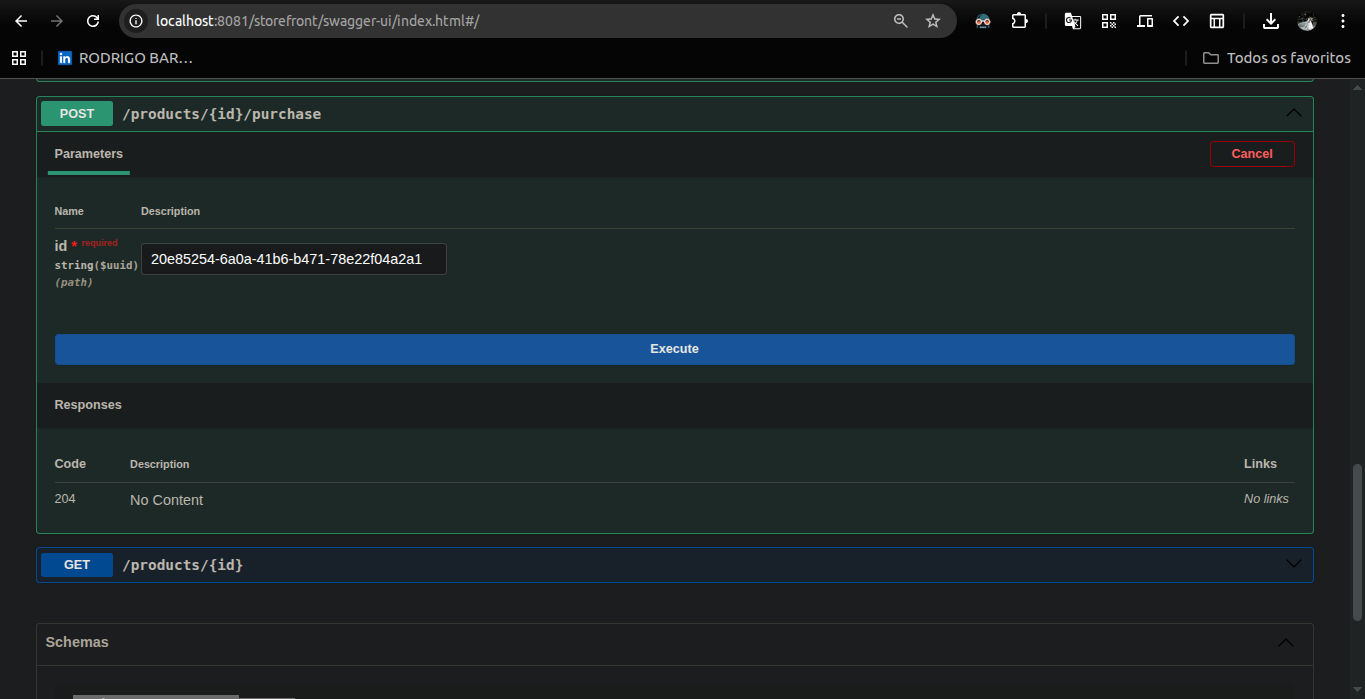 localhost:8081/storefront/swagger-ui/index.html#/
in RODRIGO BAR...
Todos os favoritos
POST /products/{id}/purchase
Parameters
Cancel
Name Description
id * required
string($uuid)
(path)
20e85254-6a0a-41b6-b471-78e22f04a2a1
Execute
Responses
Code Description Links
204 No Content No links
GET /products/{id}
Schemas